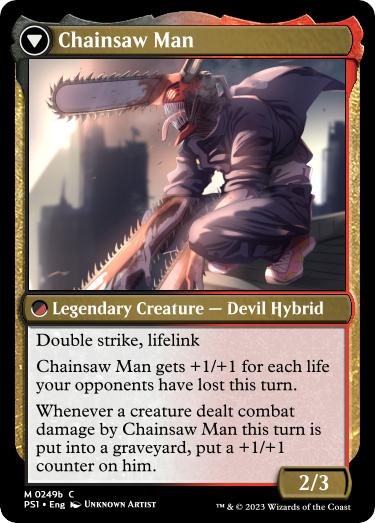 Chainsaw Man
Legendary Creature — Devil Hybrid
Double strike, lifelink
Chainsaw Man gets +1/+1 for each life
your opponents have lost this turn.
Whenever a creature dealt combat
damage by Chainsaw Man this turn is
put into a graveyard, put a +1/+1
counter on him.
2/3
M 0249b C
PS1 • Eng Unknown Artist
™ & © 2023 Wizards of the Coast